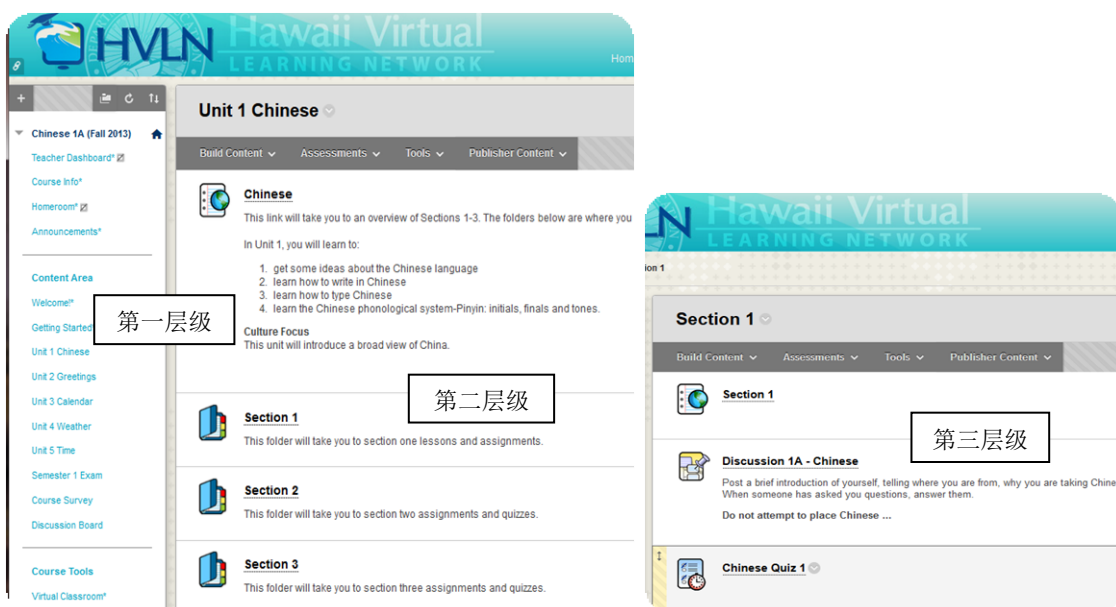 HVLN Hawaii Virtual
LEARNING NETWORK
Hom
Chinese 1A (Fall 2013)
Teacher Dashboard*
Course Info*
Homeroom*
Announcements*
Content Area
Welcome!*
Getting Started
Unit 1 Chinese
Unit 2 Greetings
Unit 3 Calendar
Unit 4 Weather
Unit 5 Time
Semester 1 Exam
Course Survey
Discussion Board
Course Tools
Virtual Classroom*
第一层级
Unit 1 Chinese
Build Content Assessments Tools Publisher Content
Chinese
This link will take you to an overview of Sections 1-3. The folders below are where you
In Unit 1, you will learn to:
1. get some ideas about the Chinese language
2. learn how to write in Chinese
3. learn how to type Chinese
4. learn the Chinese phonological system-Pinyin: initials, finals and tones.
Culture Focus
This unit will introduce a broad view of China.
第二层级
Section 1
This folder will take you to section one lessons and assignments.
Section 2
This folder will take you to section two assignments and quizzes.
Section 3
This folder will take you to section three assignments and quizzes.
LN Hawaii Virtual
LEARNING NETWORK
ion 1
Section 1
Build Content Assessments Tools Publisher Content
Section 1
第三层级
Discussion 1A - Chinese
Post a brief introduction of yourself, telling where you are from, why you are taking Chine
When someone has asked you questions, answer them.
Do not attempt to place Chinese ...
Chinese Quiz 1